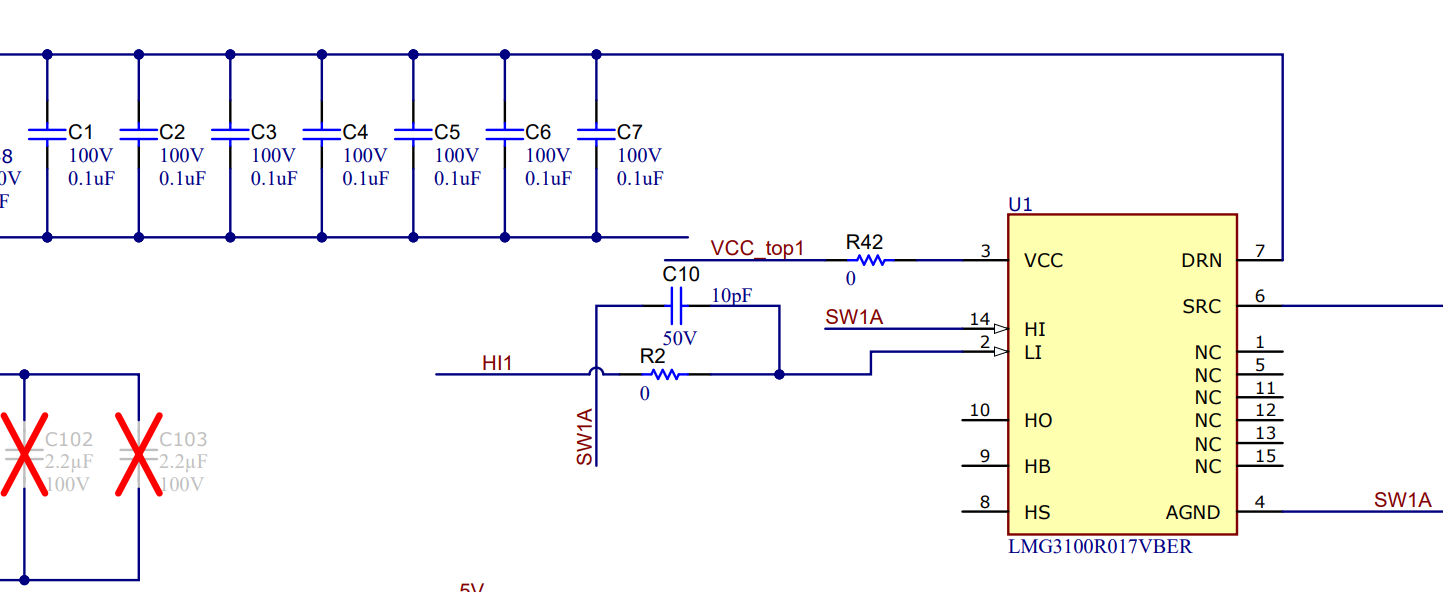 C1
100V
0.1uF
C2
100V
0.1uF
C3
100V
0.1uF
C4
100V
0.1uF
C5
100V
0.1uF
C6
100V
0.1uF
C7
100V
0.1uF
8
0V
F
U1
VCC_top1
R42
0
C10
10pF
50V
SW1A
HI1
R2
0
SW1A
3
VCC
14
HI
2
LI
10
HO
9
HB
8
HS
DRN
7
SRC
6
NC
1
NC
5
NC
11
NC
12
NC
13
NC
15
AGND
4
SW1A
LMG3100R017VBER
C102
2.2µF
100V
C103
2.2µF
100V
5V